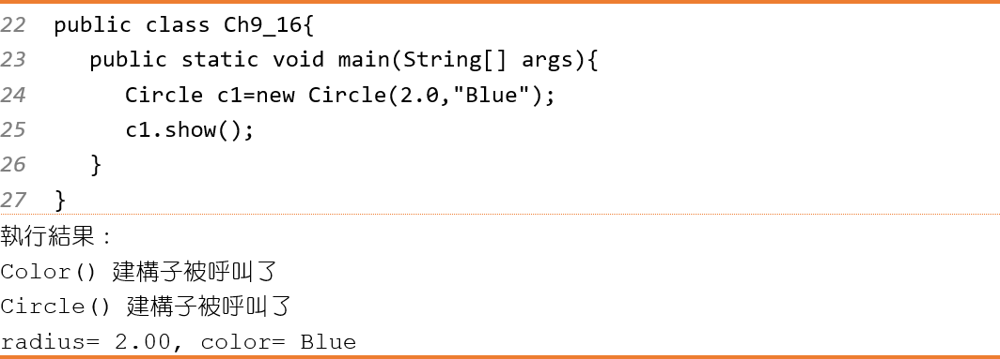 22 public class Ch9_16{
23 public static void main(String[] args){
24 Circle c1=new Circle(2.0,"Blue");
25 c1.show();
26 }
27 }
執行結果：
Color() 建構子被呼叫了
Circle() 建構子被呼叫了
radius= 2.00, color= Blue